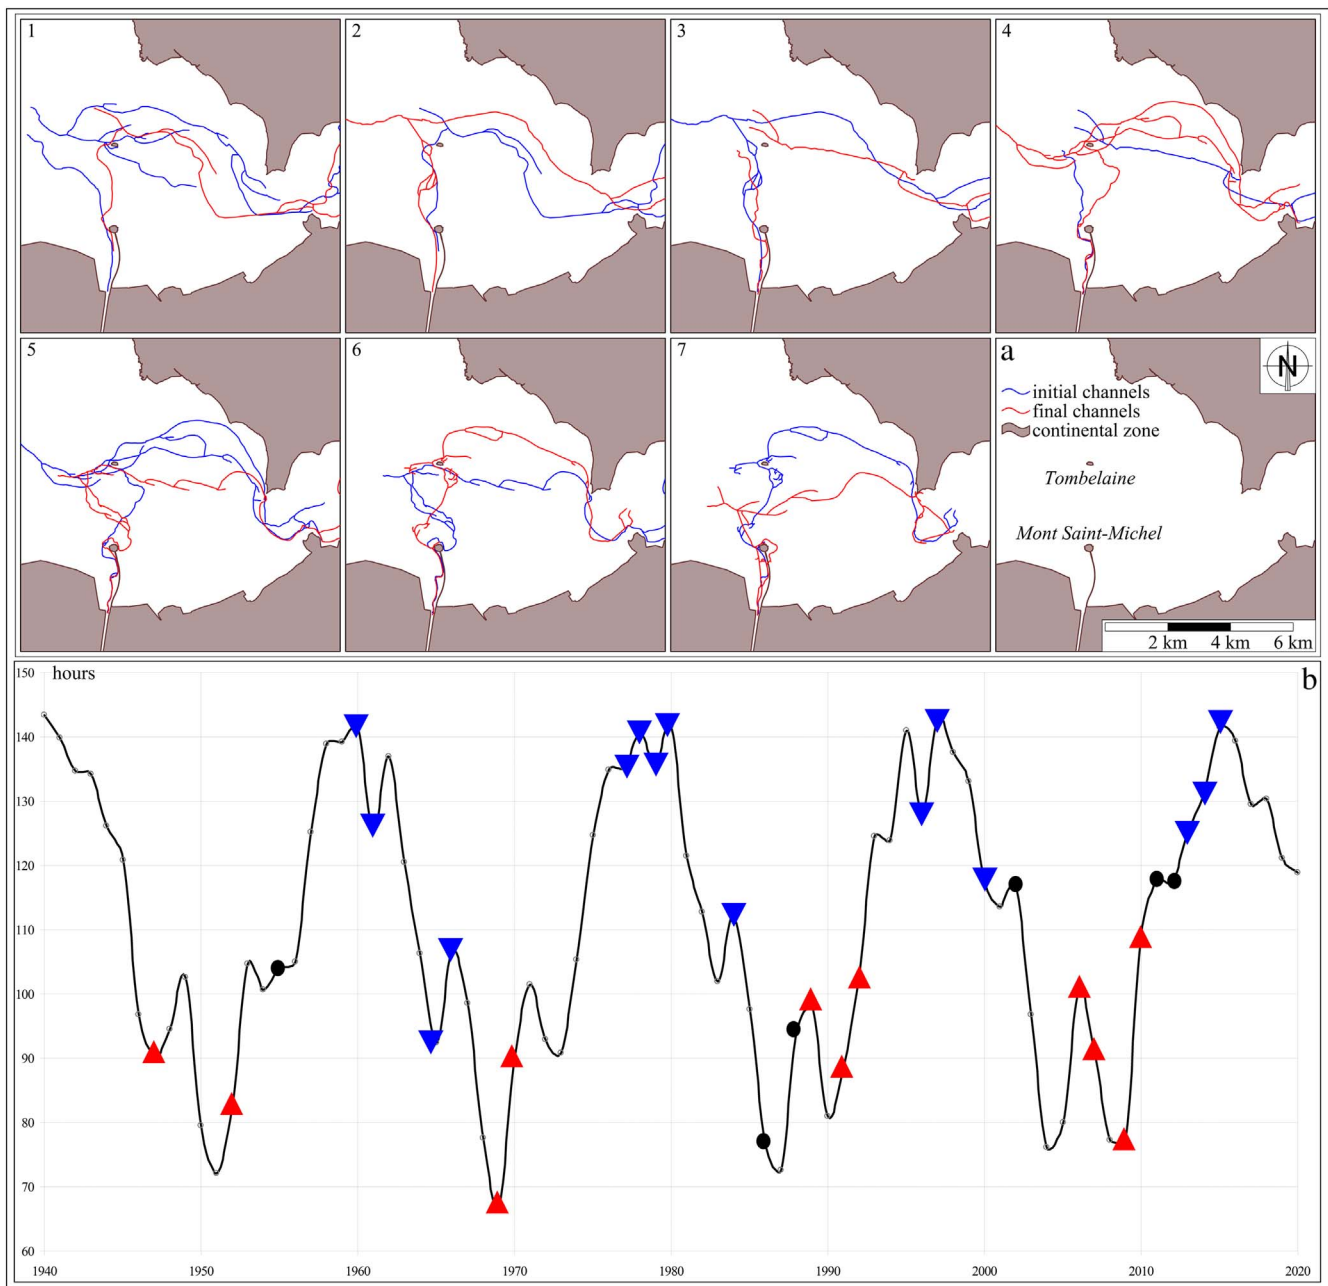 1
2
3
4
5
6
7
a
N
initial channels
final channels
continental zone
Tombelaine
Mont Saint-Michel
2 km 4 km 6 km
150 hours b
140
130
120
110
100
90
80
70
60
1940 1950 1960 1970 1980 1990 2000 2010 2020